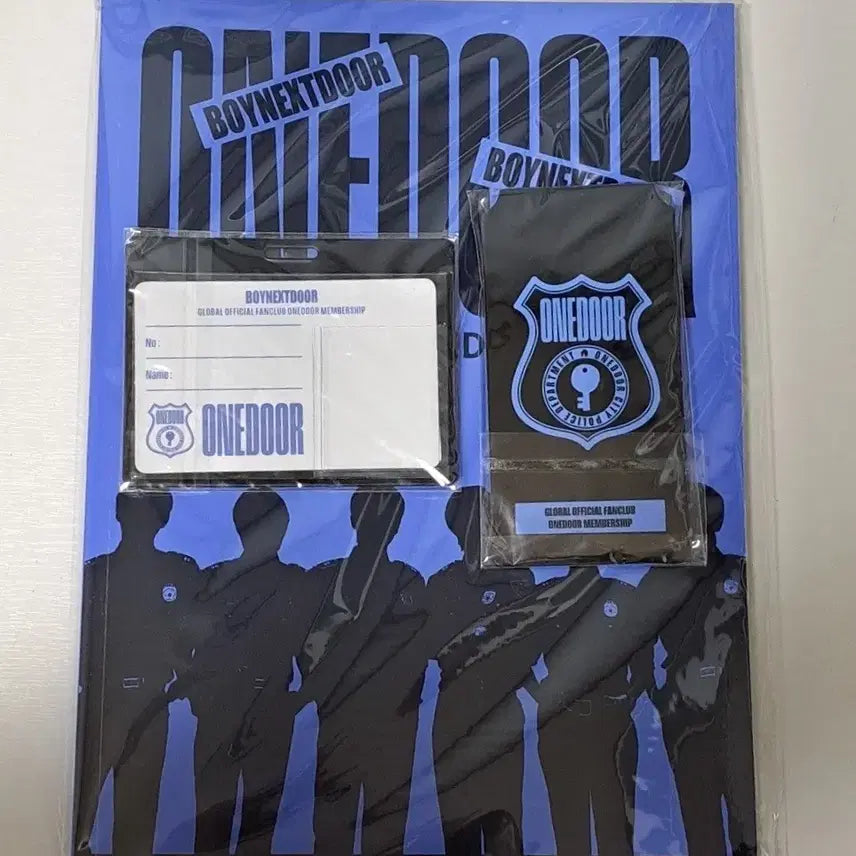 ONEDOOR
BOYNEXTDOOR
BOYNEXT
BOYNEXTDOOR
GLOBAL OFFICIAL FANCLUB ONEDOOR MEMBERSHIP
No :
Name :
ONEDOOR
ONEDOOR
ONEDOOR
ONEDOOR CITY POLICE DEPARTMENT
GLOBAL OFFICIAL FANCLUB
ONEDOOR MEMBERSHIP